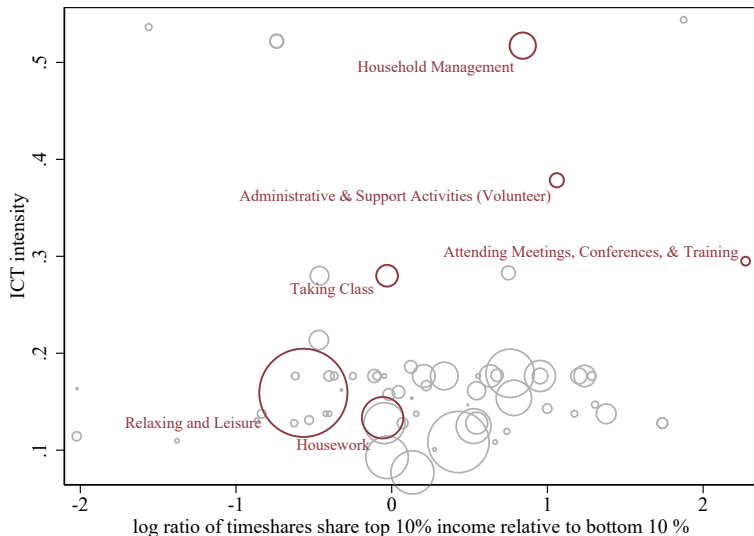 .5
Household Management
.4
Administrative & Support Activities (Volunteer)
.3
Attending Meetings, Conferences, & Training
Taking Class
ICT intensity
.2
Relaxing and Leisure
Housework
.1
-2 -1 0 1 2
log ratio of timeshares share top 10% income relative to bottom 10 %